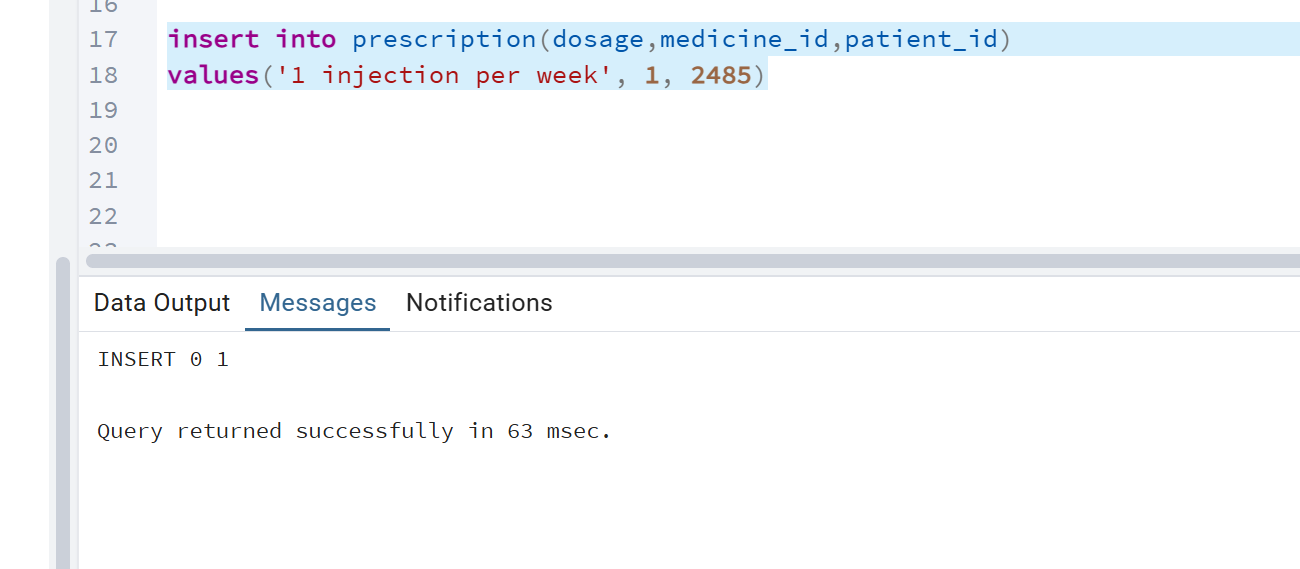 16
17 insert into prescription(dosage,medicine_id,patient_id)
18 values('1 injection per week', 1, 2485)
19
20
21
22
Data Output Messages Notifications
INSERT 0 1
Query returned successfully in 63 msec.